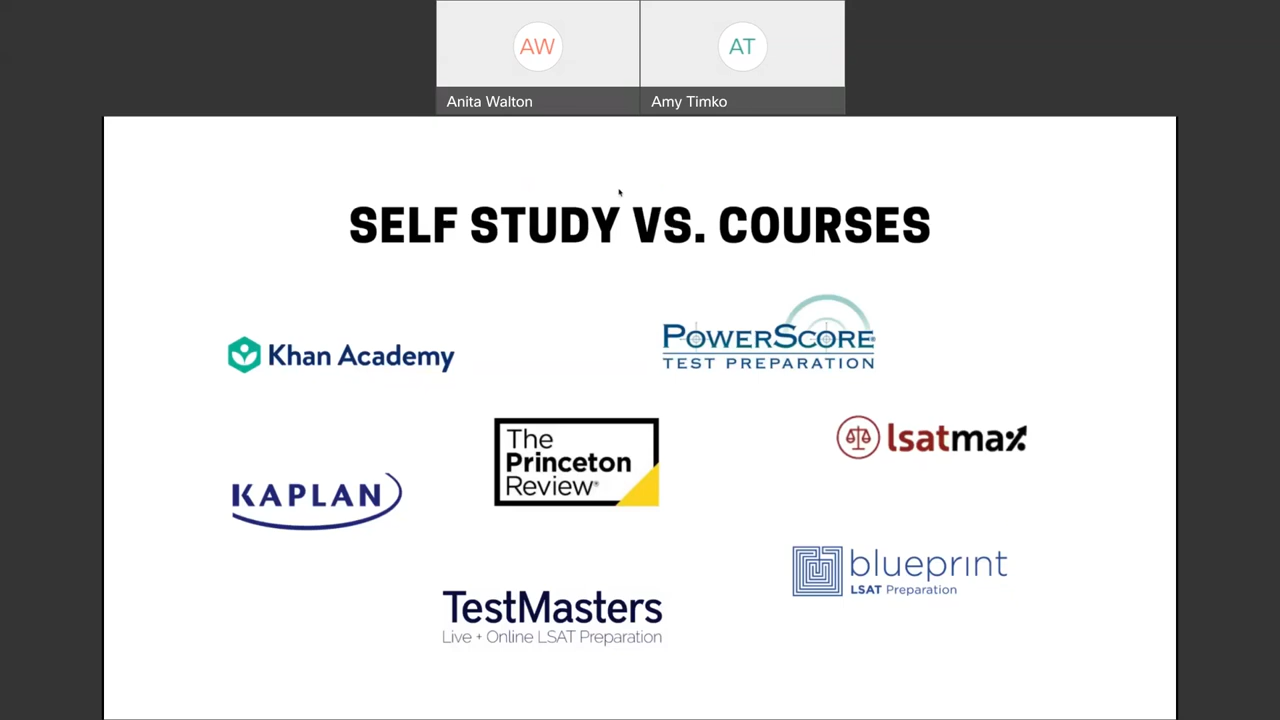 AW
AT
Anita Walton
Amy Timko
SELF STUDY VS. COURSES
Khan Academy
POWERSCORE®
TEST PREPARATION
The
Princeton
Review®
lsatmax
KAPLAN
blueprint
LSAT Preparation
TestMasters
Live + Online LSAT Preparation